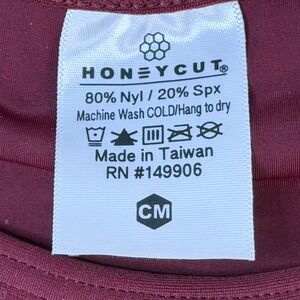 HONEYCUT®
80% Nyl / 20% Spx
Machine Wash COLD/Hang to dry
Made in Taiwan
RN #149906
CM